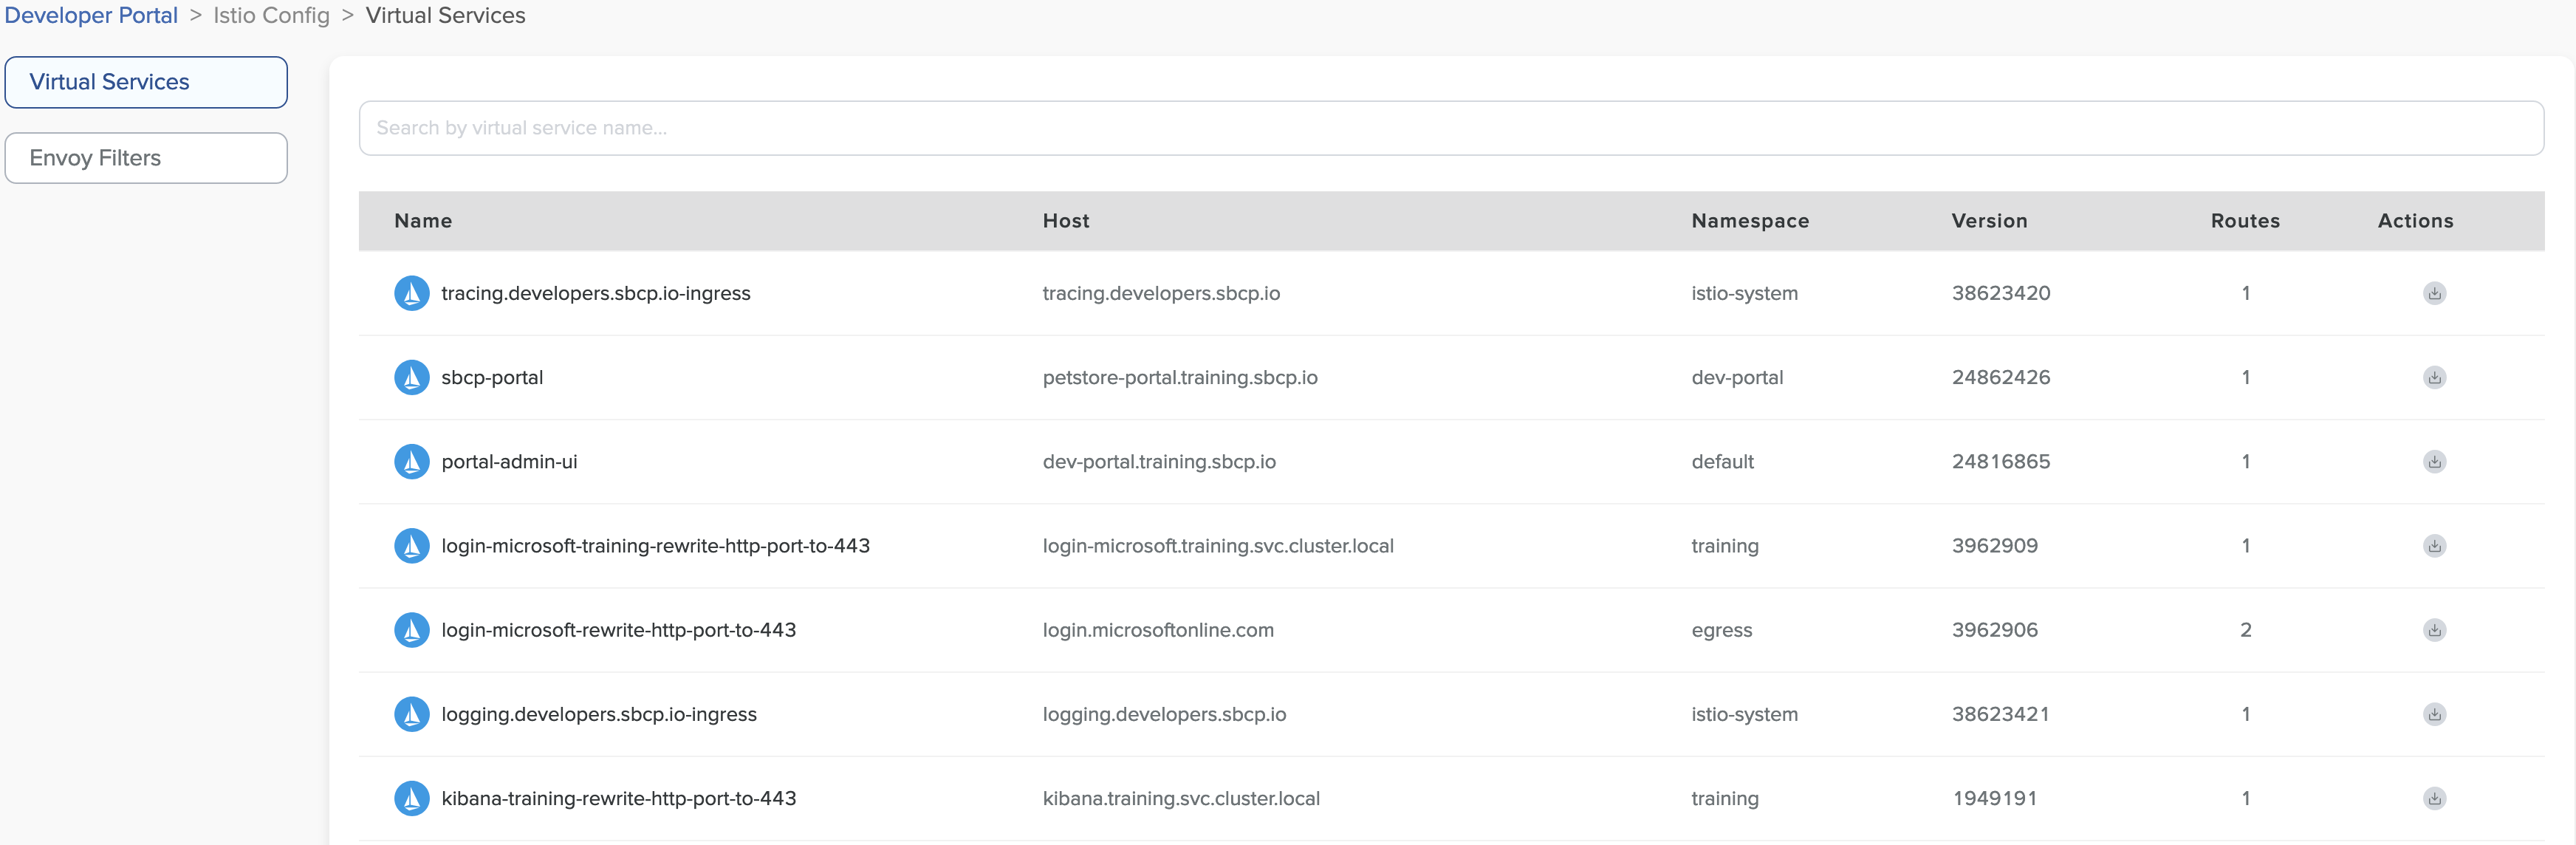 Developer Portal > Istio Config > Virtual Services
Virtual Services
Envoy Filters
Search by virtual service name...
Name Host Namespace Version Routes Actions
tracing.developers.sbcp.io-ingress tracing.developers.sbcp.io istio-system 38623420 1
sbcp-portal petstore-portal.training.sbcp.io dev-portal 24862426 1
portal-admin-ui dev-portal.training.sbcp.io default 24816865 1
login-microsoft-training-rewrite-http-port-to-443 login-microsoft.training.svc.cluster.local training 3962909 1
login-microsoft-rewrite-http-port-to-443 login.microsoftonline.com egress 3962906 2
logging.developers.sbcp.io-ingress logging.developers.sbcp.io istio-system 38623421 1
kibana-training-rewrite-http-port-to-443 kibana.training.svc.cluster.local training 1949191 1